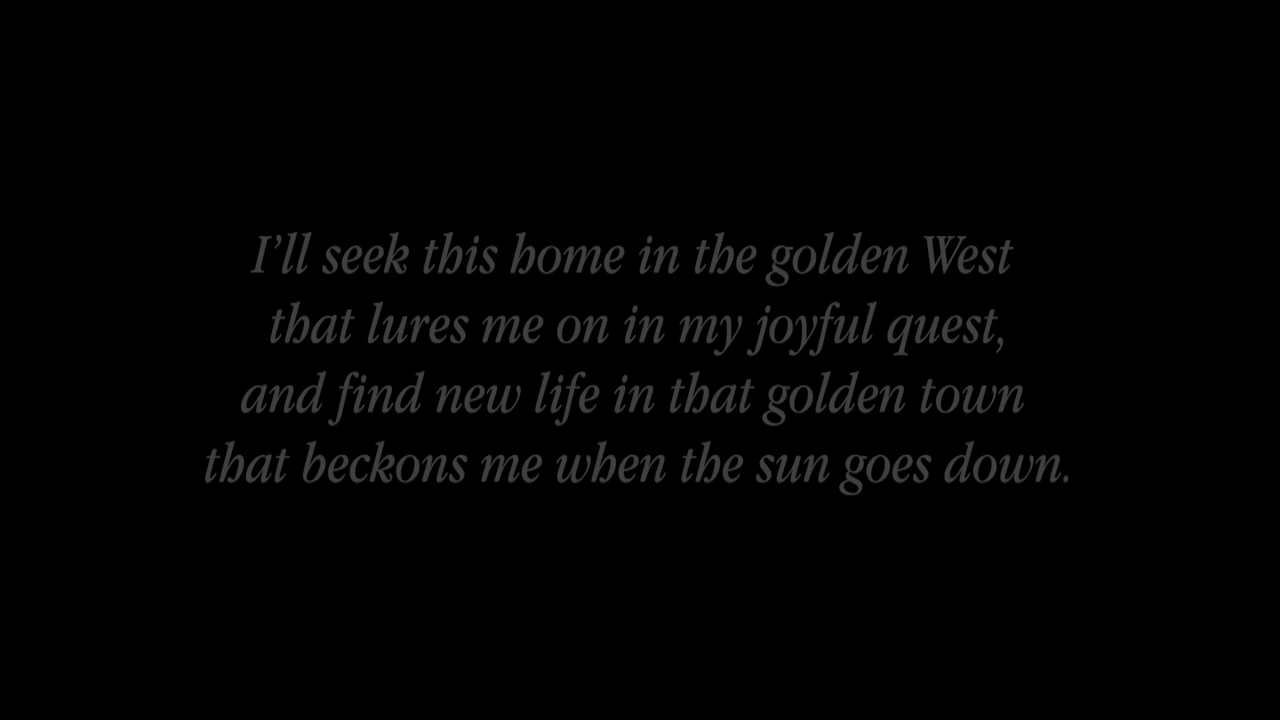 I’ll seek this home in the golden West
that lures me on in my joyful quest,
and find new life in that golden town
that beckons me when the sun goes down.